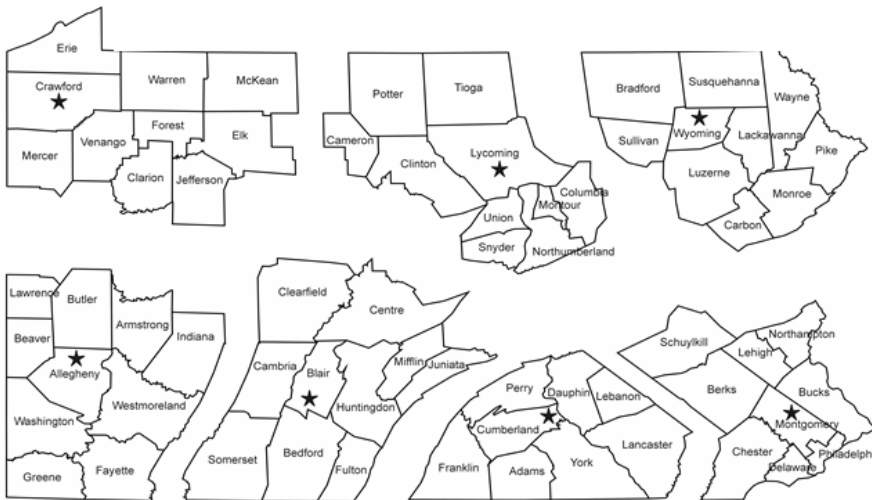 Erie
Crawford
Warren
McKean
Mercer
Venango
Forest
Elk
Clarion
Jefferson
Potter
Tioga
Cameron
Clinton
Lycoming
Union
Montour
Columbia
Snyder
Northumberland
Bradford
Susquehanna
Wayne
Sullivan
Wyoming
Lackawanna
Pike
Luzerne
Monroe
Carbon
Lawrence
Butler
Armstrong
Indiana
Beaver
Allegheny
Westmoreland
Washington
Greene
Fayette
Clearfield
Centre
Cambria
Blair
Mifflin
Juniata
Huntingdon
Somerset
Bedford
Fulton
Perry
Dauphin
Lebanon
Cumberland
Lancaster
Franklin
Adams
York
Schuylkill
Northampton
Lehigh
Berks
Bucks
Montgomery
Chester
Philadelph
Delaware